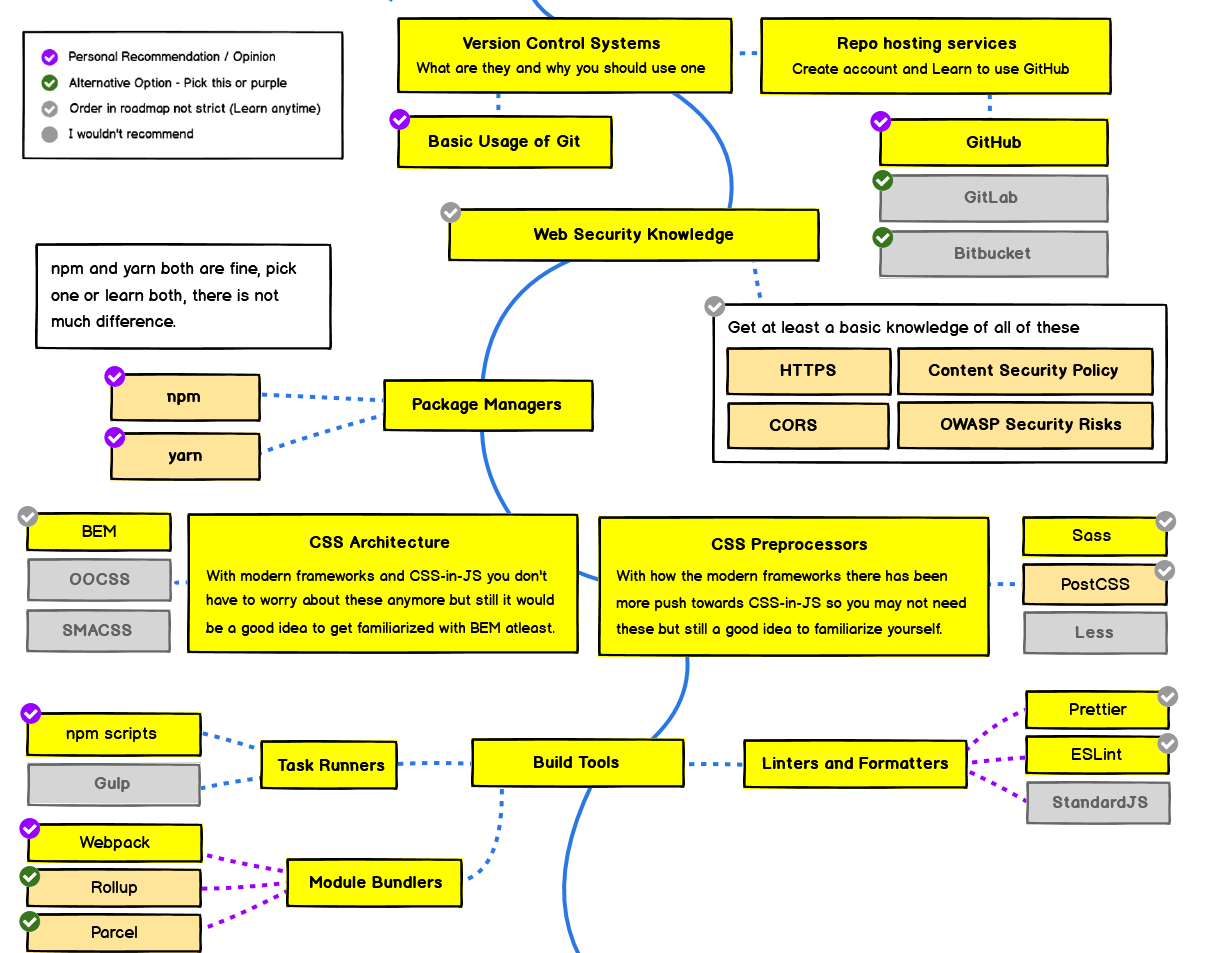 Personal Recommendation / Opinion
Alternative Option - Pick this or purple
Order in roadmap not strict (Learn anytime)
I wouldn't recommend
Version Control Systems
What are they and why you should use one
Repo hosting services
Create account and Learn to use GitHub
Basic Usage of Git
GitHub
GitLab
Bitbucket
Web Security Knowledge
npm and yarn both are fine, pick
one or learn both, there is not
much difference.
Get at least a basic knowledge of all of these
HTTPS
Content Security Policy
CORS
OWASP Security Risks
npm
yarn
Package Managers
BEM
OOCSS
SMACSS
CSS Architecture
With modern frameworks and CSS-in-JS you don't
have to worry about these anymore but still it would
be a good idea to get familiarized with BEM atleast.
CSS Preprocessors
With how the modern frameworks there has been
more push towards CSS-in-JS so you may not need
these but still a good idea to familiarize yourself.
Sass
PostCSS
Less
npm scripts
Gulp
Task Runners
Build Tools
Linters and Formatters
Prettier
ESLint
StandardJS
Webpack
Rollup
Parcel
Module Bundlers